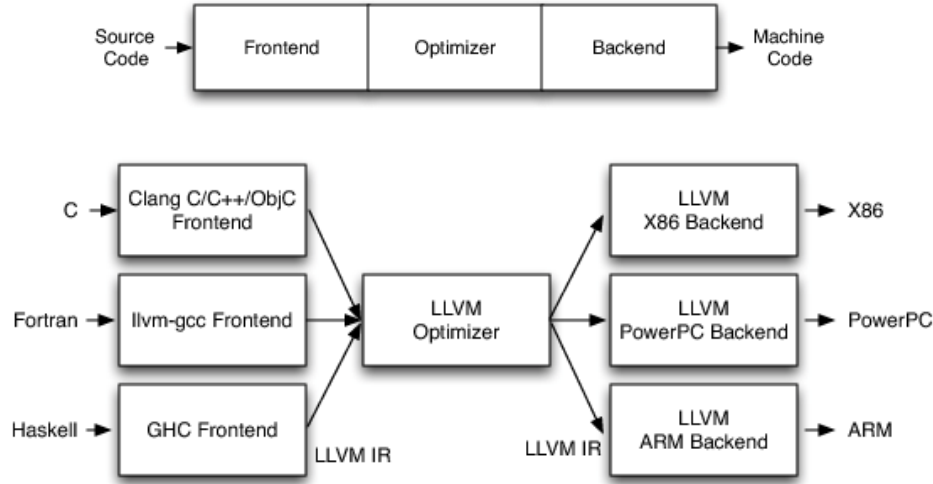 Source
Code
Frontend
Optimizer
Backend
Machine
Code
C
Clang C/C++/ObjC
Frontend
LLVM
X86 Backend
X86
Fortran
llvm-gcc Frontend
LLVM
Optimizer
LLVM
PowerPC Backend
PowerPC
Haskell
GHC Frontend
LLVM IR
LLVM IR
LLVM
ARM Backend
ARM